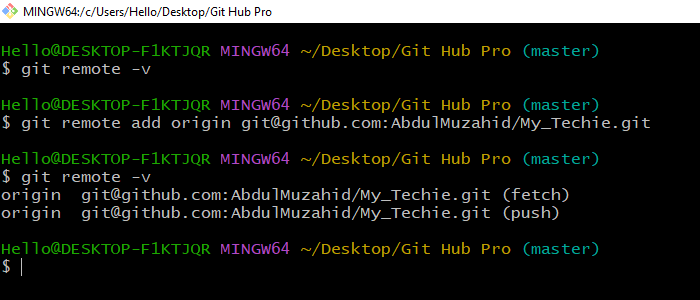 MINGW64:/c/Users/Hello/Desktop/Git Hub Pro
Hello@DESKTOP-F1KTJQR MINGW64 ~/Desktop/Git Hub Pro (master)
$ git remote -v
Hello@DESKTOP-F1KTJQR MINGW64 ~/Desktop/Git Hub Pro (master)
$ git remote add origin git@github.com:AbdulMuzahid/My_Techie.git
Hello@DESKTOP-F1KTJQR MINGW64 ~/Desktop/Git Hub Pro (master)
$ git remote -v
origin  git@github.com:AbdulMuzahid/My_Techie.git (fetch)
origin  git@github.com:AbdulMuzahid/My_Techie.git (push)
Hello@DESKTOP-F1KTJQR MINGW64 ~/Desktop/Git Hub Pro (master)
$